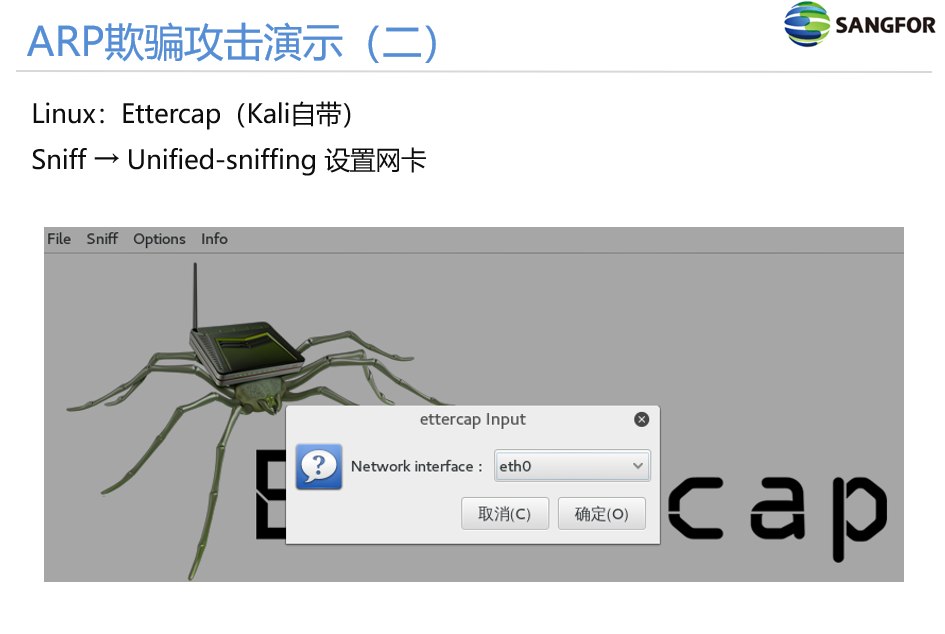 ARP欺骗攻击演示（二）
SANGFOR
Linux：Ettercap（Kali自带）
Sniff → Unified-sniffing 设置网卡
File Sniff Options Info
ettercap Input
Network interface :
eth0
取消(C) 确定(O)
E cap